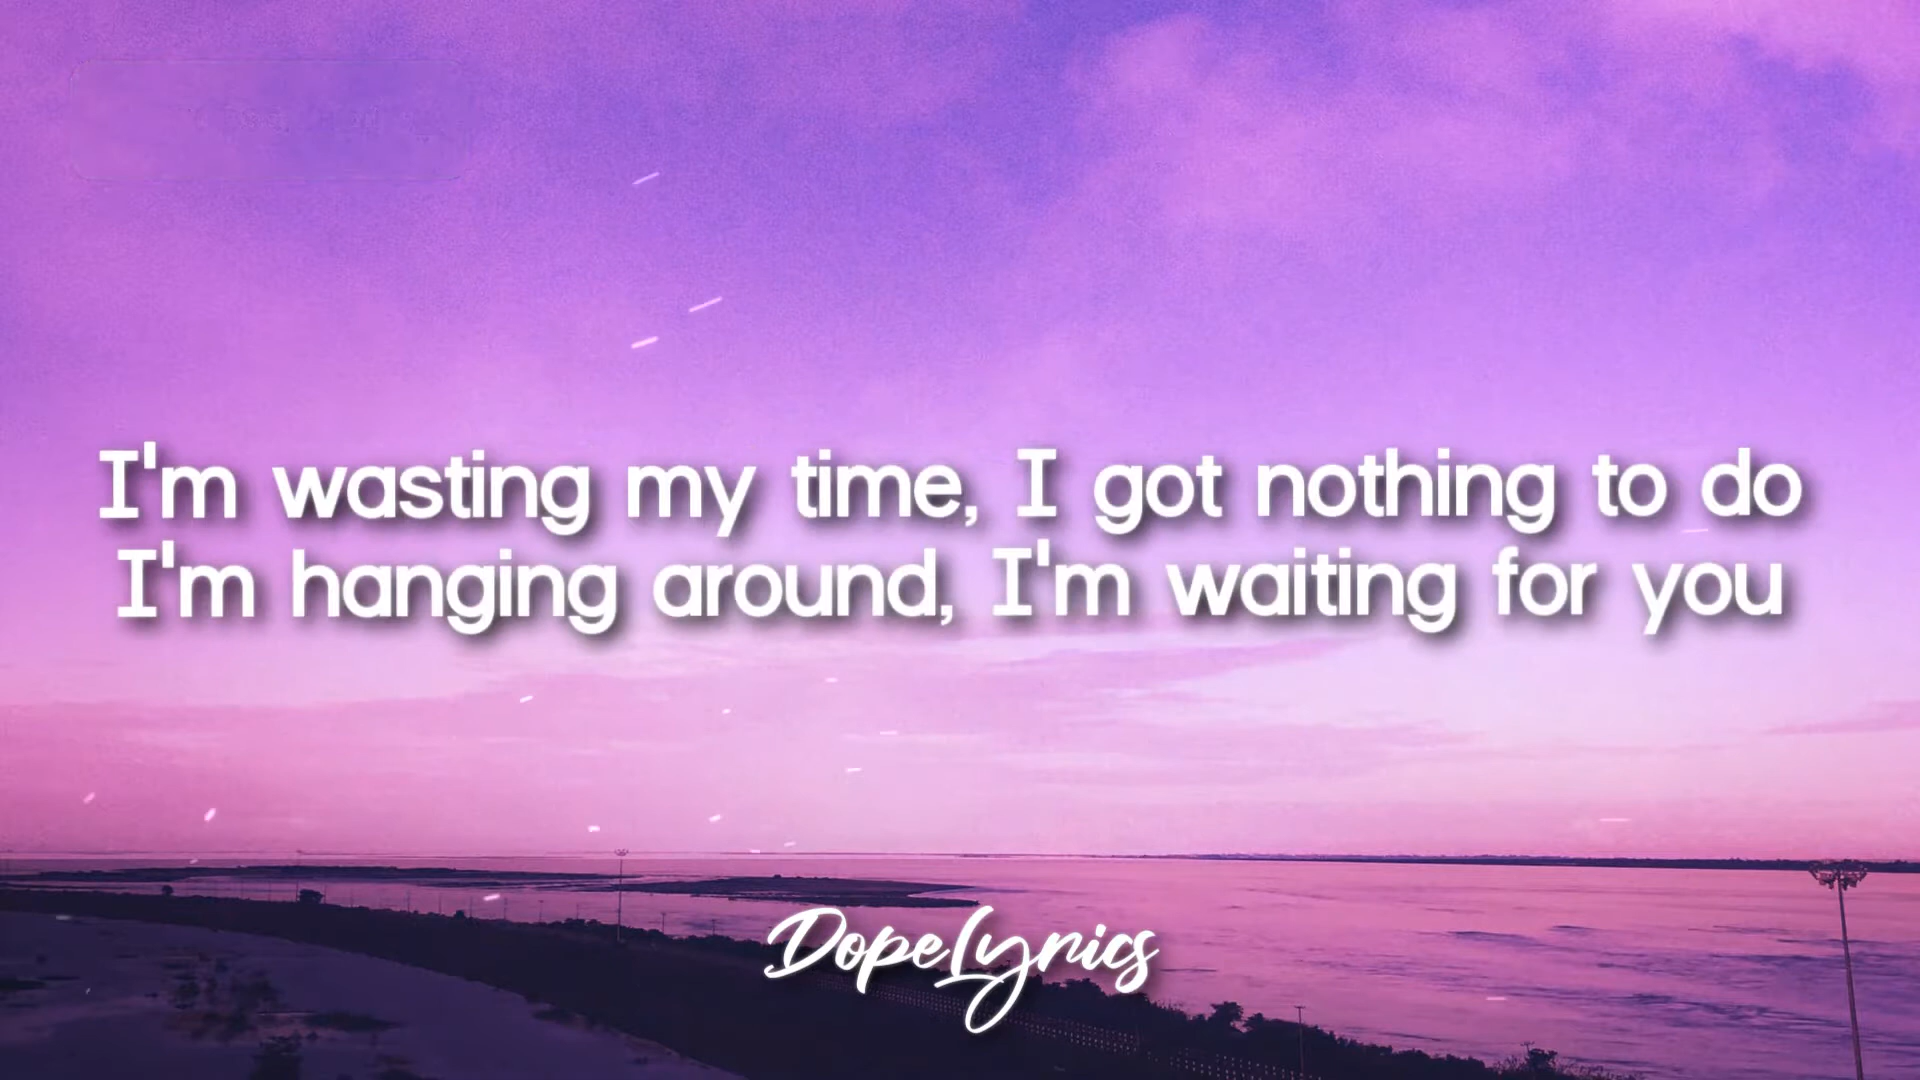 I'm wasting my time, I got nothing to do
I'm hanging around, I'm waiting for you
DopeLyrics